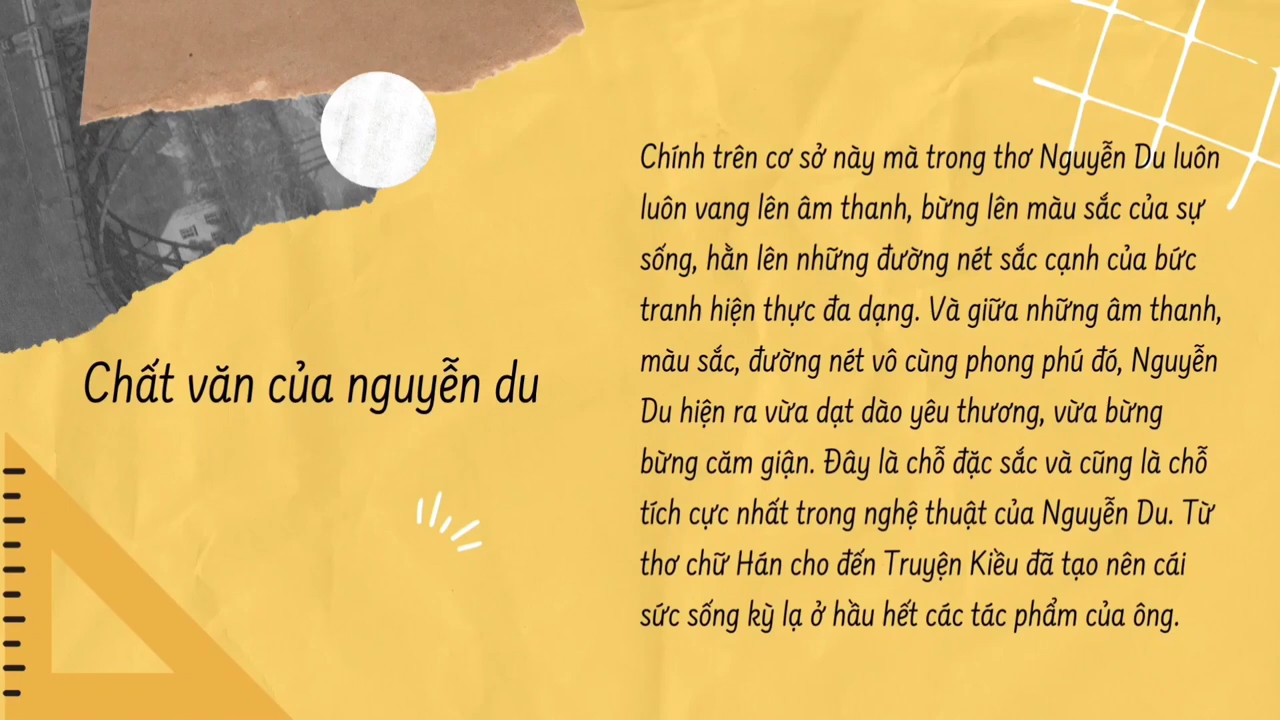 Chất văn của nguyễn du
Chính trên cơ sở này mà trong thơ Nguyễn Du luôn
luôn vang lên âm thanh, bừng lên màu sắc của sự
sống, hằn lên những đường nét sắc cạnh của bức
tranh hiện thực đa dạng. Và giữa những âm thanh,
màu sắc, đường nét vô cùng phong phú đó, Nguyễn
Du hiện ra vừa dạt dào yêu thương, vừa bừng
bừng căm giận. Đây là chỗ đặc sắc và cũng là chỗ
tích cực nhất trong nghệ thuật của Nguyễn Du. Từ
thơ chữ Hán cho đến Truyện Kiều đã tạo nên cái
sức sống kỳ lạ ở hầu hết các tác phẩm của ông.